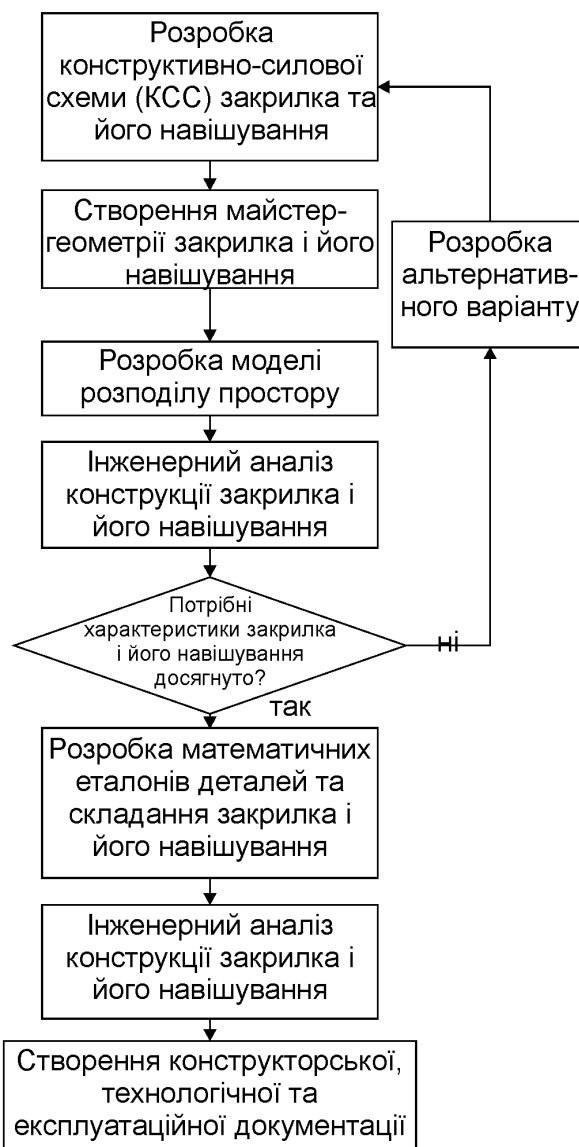 Розробка
конструктивно-силової
схеми (КСС) закрилка та
його навішування
Створення майстер-
геометрії закрилка і його
навішування
Розробка
альтернатив-
ного варіанту
Розробка моделі
розподілу простору
Інженерний аналіз
конструкції закрилка і
його навішування
Потрібні
характеристики закрилка
і його навішування
досягнуто?
ні
так
Розробка математичних
еталонів деталей та
складання закрилка і
його навішування
Інженерний аналіз
конструкції закрилка і
його навішування
Створення конструкторської,
технологічної та
експлуатаційної документації